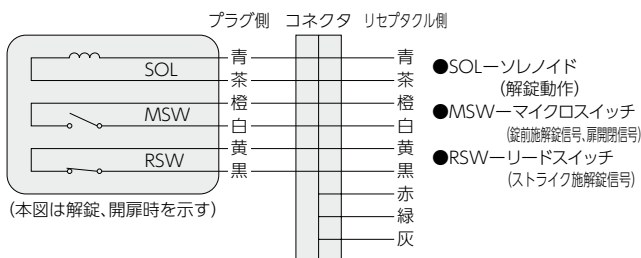 プラグ側 コネクタ リセプタクル側
青 青
SOL
茶 茶
橙 橙
MSW
白 白
黄 黄
RSW
黒 黒
赤
緑
灰
(本図は解錠、開扉時を示す)
●SOLーソレノイド
(解錠動作)
●MSWーマイクロスイッチ
(錠前施解錠信号、扉開閉信号)
●RSWーリードスイッチ
(ストライク施解錠信号)